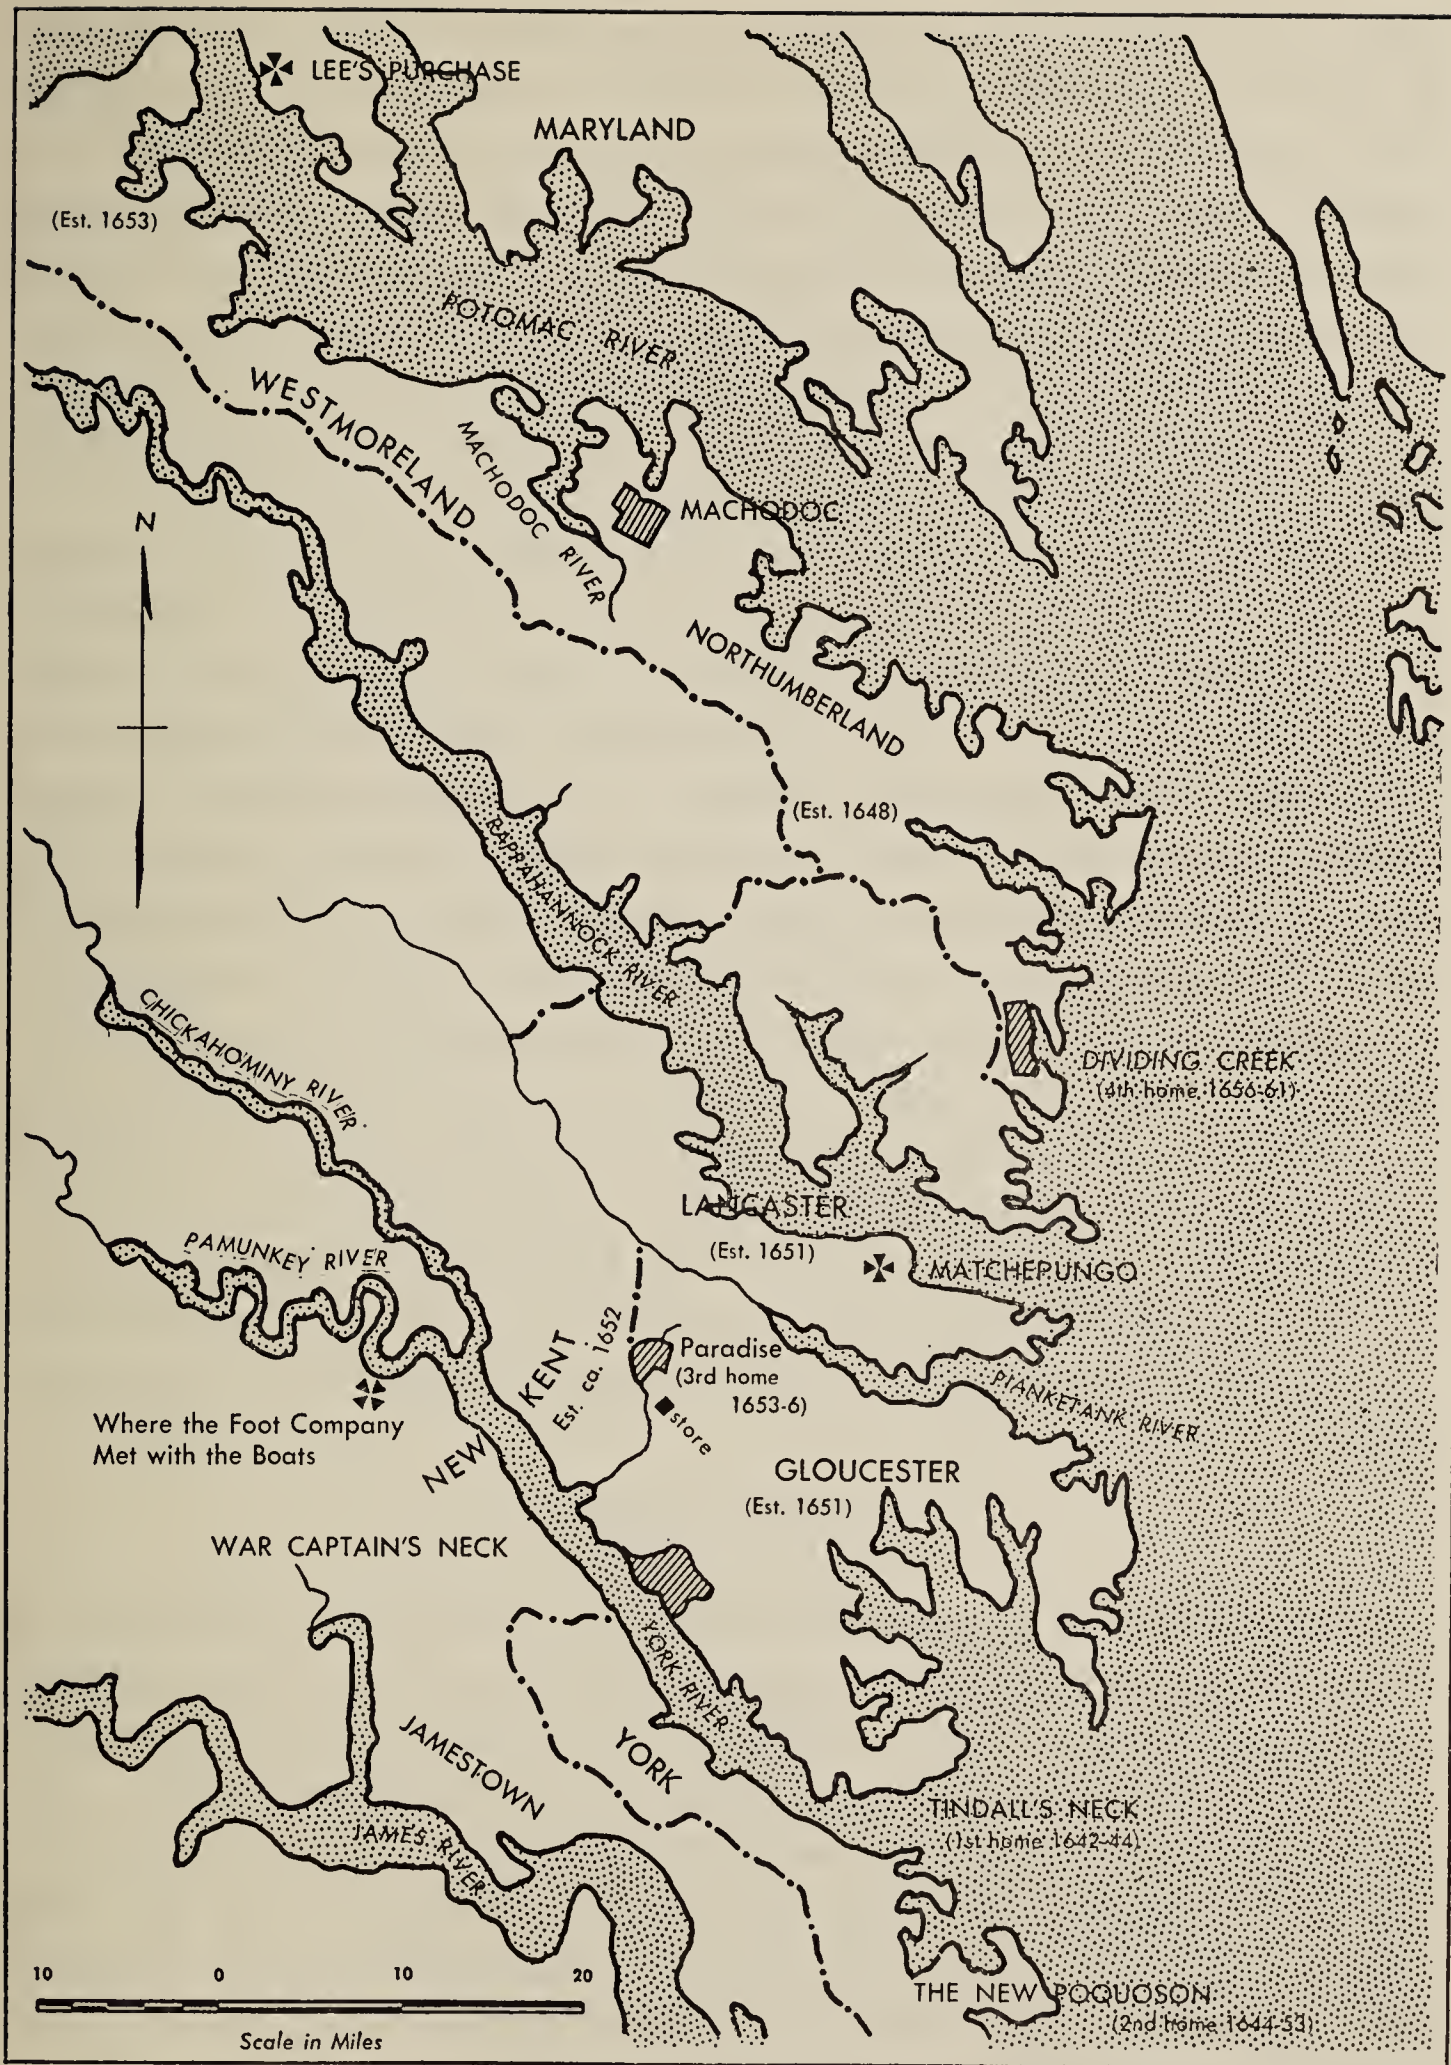 LEE'S PURCHASE
MARYLAND
(Est. 1653)
POTOMAC RIVER
WESTMORELAND
MACHODOC RIVER
MACHODOC
N
NORTHUMBERLAND
(Est. 1648)
RAPPAHANNOCK RIVER
CHICKAHOMINY RIVER
DIVIDING CREEK
(4th home 1656-61)
LANCASTER
(Est. 1651)
MATCHEPUNGO
PAMUNKEY RIVER
Paradise
(3rd home
1653-6)
store
KENT
Est. ca. 1652
NEW
Where the Foot Company
Met with the Boats
PIANKETANK RIVER
GLOUCESTER
(Est. 1651)
WAR CAPTAIN'S NECK
YORK RIVER
JAMESTOWN
YORK
JAMES RIVER
TINDALL'S NECK
(1st home 1642-44)
THE NEW POQUOSON
(2nd home 1644-53)
10 0 10 20
Scale in Miles